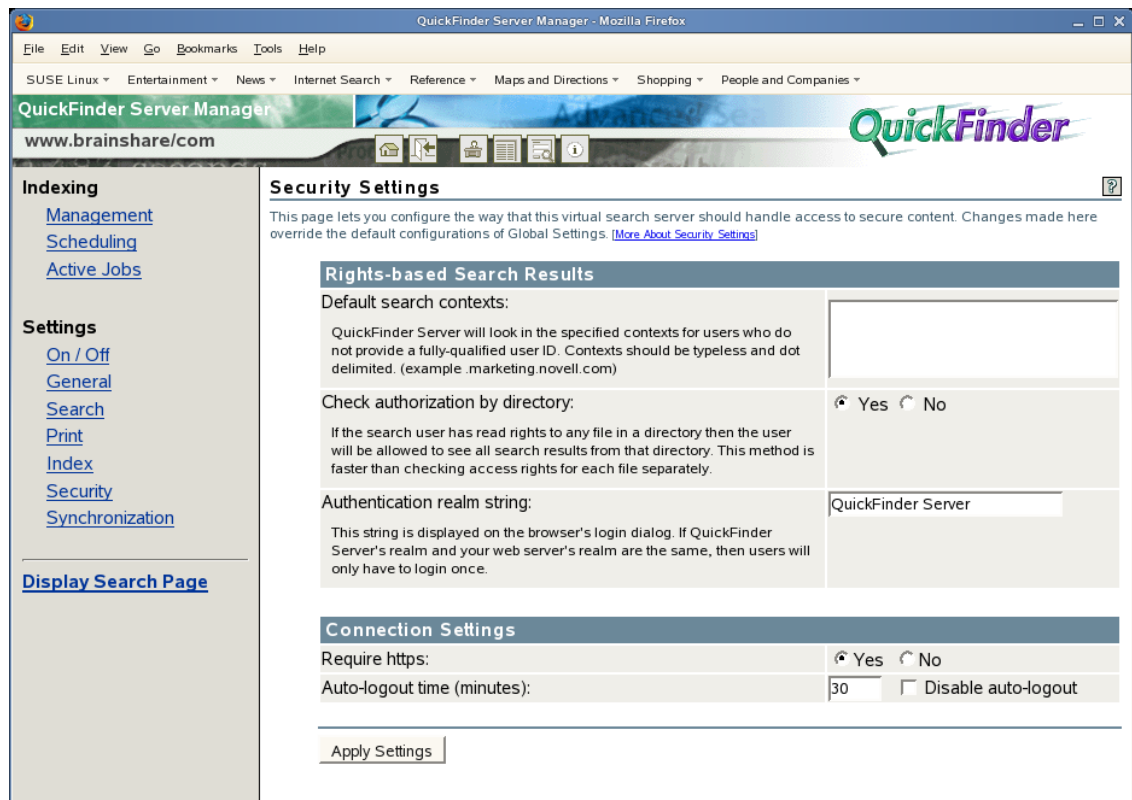 QuickFinder Server Manager - Mozilla Firefox
File Edit View Go Bookmarks Tools Help
SUSE Linux Entertainment News Internet Search Reference Maps and Directions Shopping People and Companies
QuickFinder Server Manager
www.brainshare/com
QuickFinder
Indexing
Management
Scheduling
Active Jobs
Settings
On / Off
General
Search
Print
Index
Security
Synchronization
Display Search Page
Security Settings
?
This page lets you configure the way that this virtual search server should handle access to secure content. Changes made here
override the default configurations of Global Settings. [More About Security Settings]
Rights-based Search Results
Default search contexts:
QuickFinder Server will look in the specified contexts for users who do
not provide a fully-qualified user ID. Contexts should be typeless and dot
delimited. (example .marketing.novell.com)
Check authorization by directory:
Yes No
If the search user has read rights to any file in a directory then the user
will be allowed to see all search results from that directory. This method is
faster than checking access rights for each file separately.
Authentication realm string:
QuickFinder Server
This string is displayed on the browser's login dialog. If QuickFinder
Server's realm and your web server's realm are the same, then users will
only have to login once.
Connection Settings
Require https:
Yes No
Auto-logout time (minutes):
30 Disable auto-logout
Apply Settings